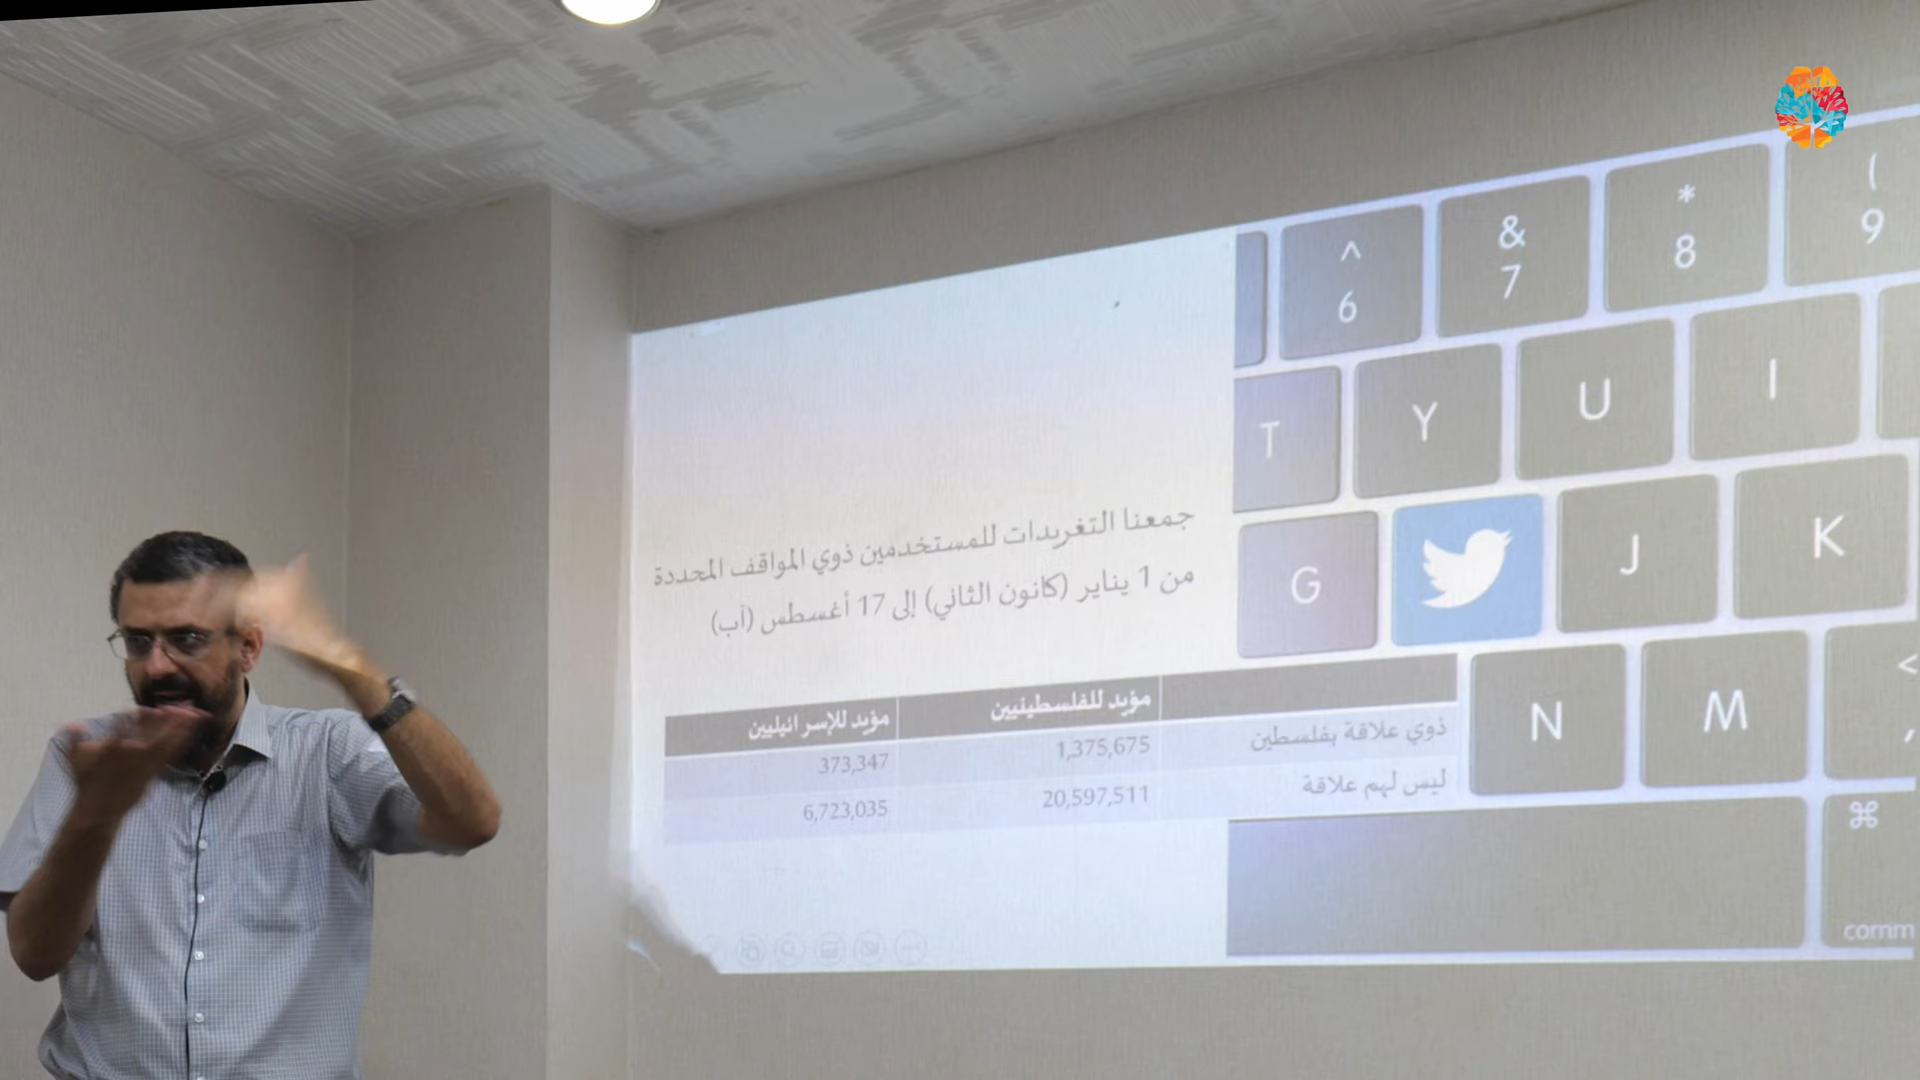 جمعنا التغريدات للمستخدمين ذوي المواقف المحددة
من 1 يناير (كانون الثاني) إلى 17 أغسطس (آب)
مؤيد للفلسطينيين مؤيد للإسرائيليين
ذوي علاقة بفلسطين 1,375,675 373,347
ليس لهم علاقة 20,597,511 6,723,035
^ & * (
6 7 8 9
T Y U I
G J K
N M < ,
⌘
comm